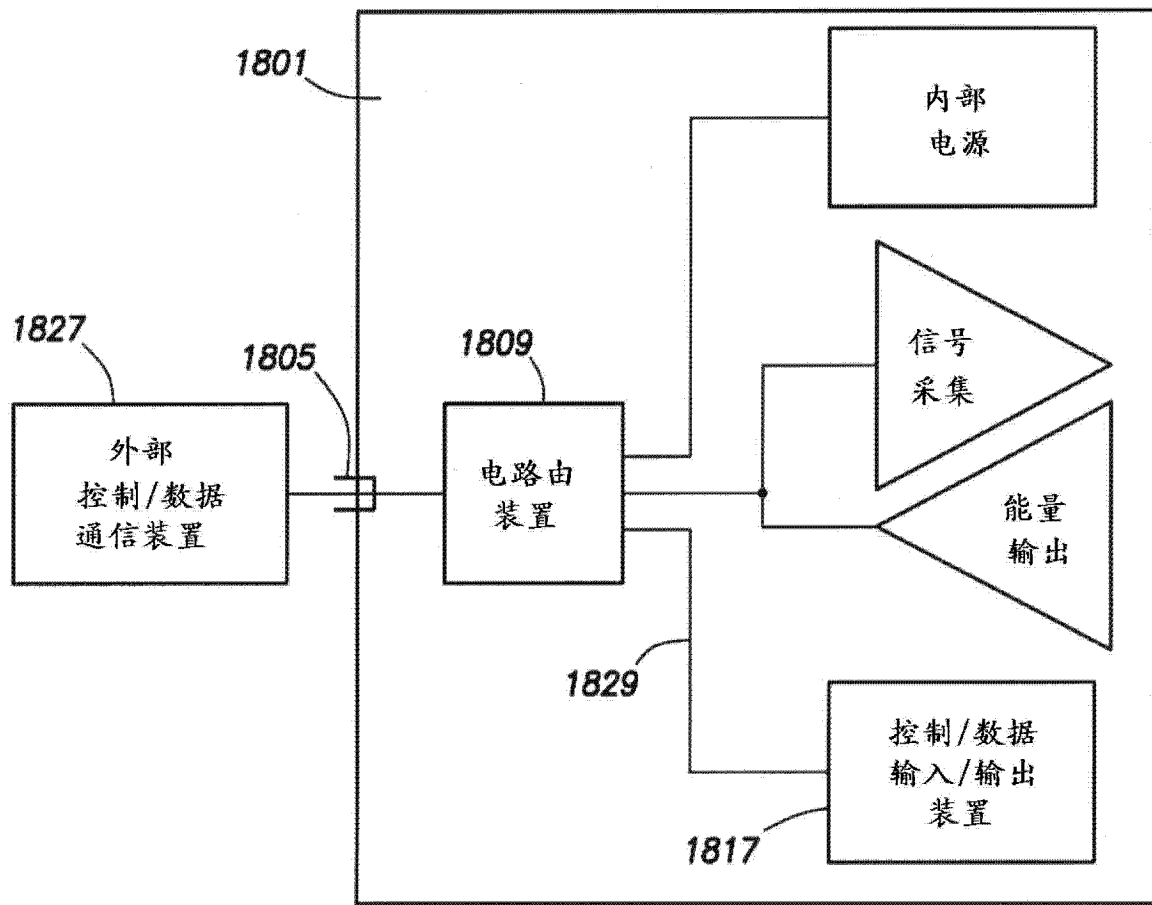 1801
内部
电源
1827
1805
1809
信号
采集
外部
控制/数据
通信装置
电路由
装置
能量
输出
1829
控制/数据
输入/输出
装置
1817